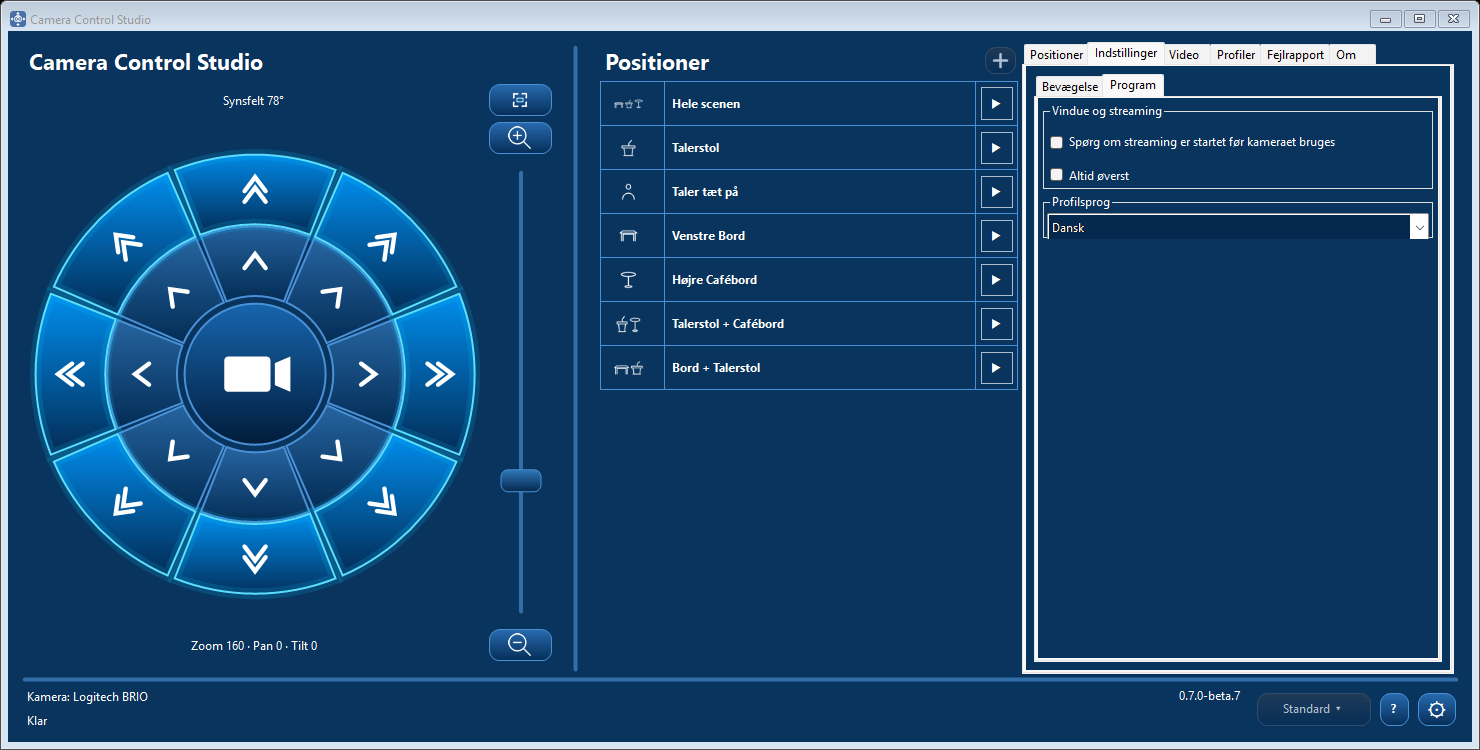 Camera Control Studio
Camera Control Studio
Synsfelt 78°
Zoom 160 · Pan 0 · Tilt 0
Positioner
Hele scenen
Talerstol
Taler tæt på
Venstre Bord
Højre Cafébord
Talerstol + Cafébord
Bord + Talerstol
Positioner Indstillinger Video Profiler Fejlrapport Om
Bevægelse Program
Vindue og streaming
Spørg om streaming er startet før kameraet bruges
Altid øverst
Profilsprog
Dansk
Kamera: Logitech BRIO
Klar
0.7.0-beta.7
Standard
?